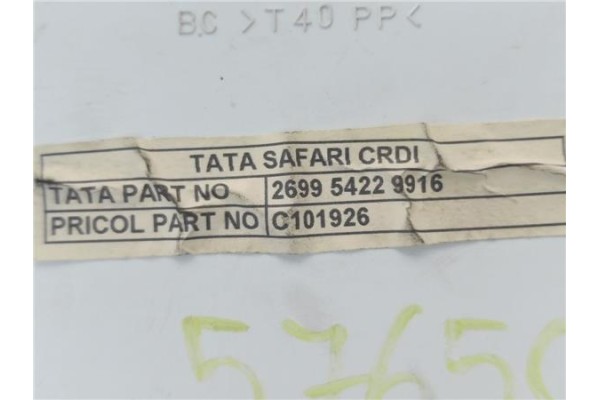 B.C >T40 PP<
TATA SAFARI CRDI
TATA PART NO 2699 5422 9916
PRICOL PART NO C101926